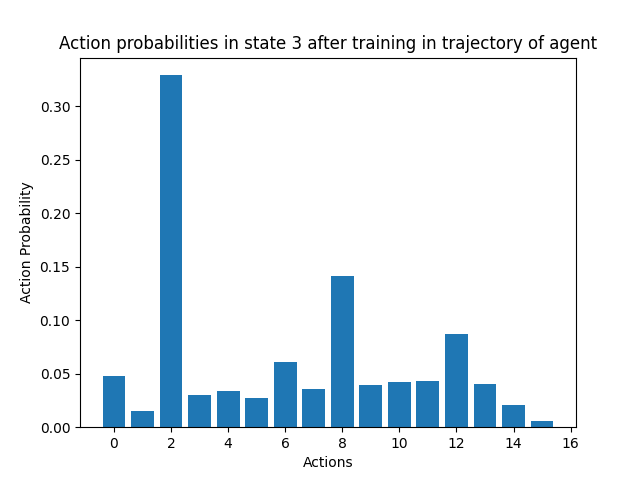 Action probabilities in state 3 after training in trajectory of agent
0.30
0.25
0.20
0.15
0.10
0.05
0.00
Action Probability
0 2 4 6 8 10 12 14 16
Actions